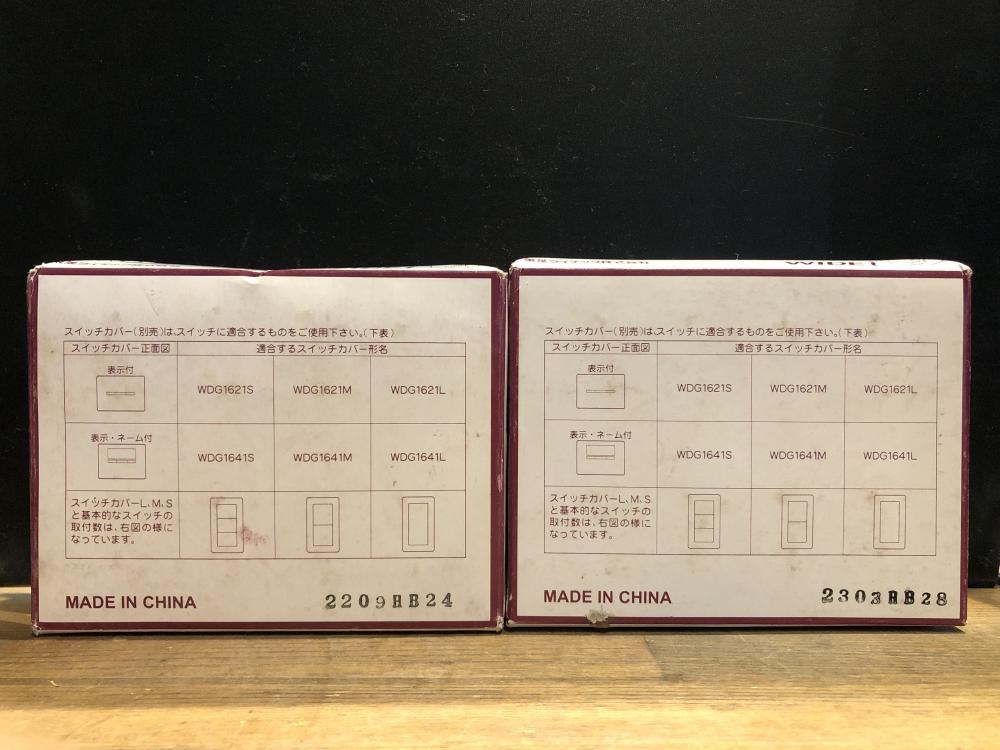 スイッチカバー(別売)は、スイッチに適合するものをご使用下さい。(下表)
スイッチカバー正面図 適合するスイッチカバー形名
表示付
WDG1621S WDG1621M WDG1621L
表示・ネーム付
WDG1641S WDG1641M WDG1641L
スイッチカバーL、M、S
と基本的なスイッチの
取付数は、右図の様に
なっています。
MADE IN CHINA 2209HB24
WIDE i
スイッチカバー(別売)は、スイッチに適合するものをご使用下さい。(下表)
スイッチカバー正面図 適合するスイッチカバー形名
表示付
WDG1621S WDG1621M WDG1621L
表示・ネーム付
WDG1641S WDG1641M WDG1641L
スイッチカバーL、M、S
と基本的なスイッチの
取付数は、右図の様に
なっています。
MADE IN CHINA 2303HB28